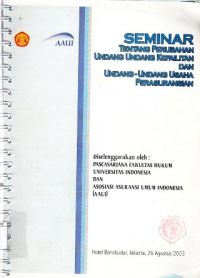 AAUI
SEMINAR
TENTANG PERUBAHAN
UNDANG UNDANG KEPAILITAN
DAN
UNDANG-UNDANG USAHA
PERASURANSIAN
Diselenggarakan oleh :
PASCASARJANA FAKULTAS HUKUM
UNIVERSITAS INDONESIA
DAN
ASOSIASI ASURANSI UMUM INDONESIA
(AAUI)
Hotel Borobudur, Jakarta, 26 Agustus 2003